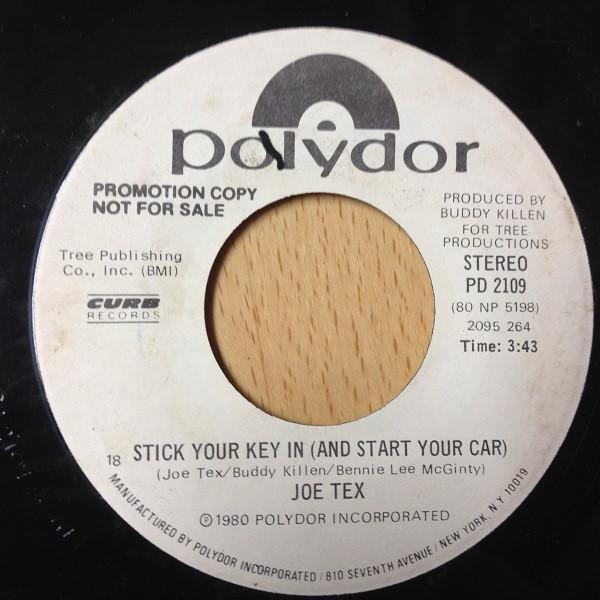 polydor
PROMOTION COPY
NOT FOR SALE
Tree Publishing
Co., Inc. (BMI)
CURB
RECORDS
PRODUCED BY
BUDDY KILLEN
FOR TREE
PRODUCTIONS
STEREO
PD 2109
(80 NP 5198)
2095 264
Time: 3:43
18 STICK YOUR KEY IN (AND START YOUR CAR)
(Joe Tex/Buddy Killen/Bennie Lee McGinty)
JOE TEX
℗ 1980 POLYDOR INCORPORATED
MANUFACTURED BY POLYDOR INCORPORATED / 810 SEVENTH AVENUE / NEW YORK, N.Y. 10019